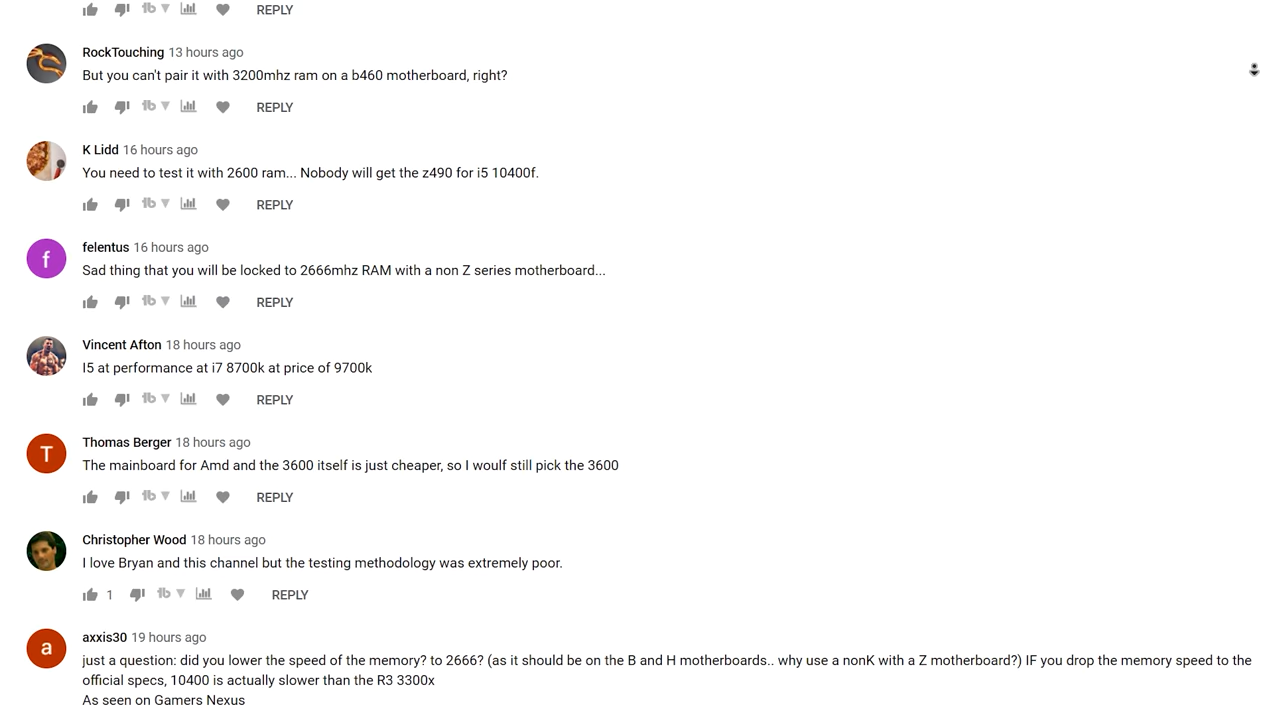 REPLY
RockTouching 13 hours ago
But you can't pair it with 3200mhz ram on a b460 motherboard, right?
REPLY
K Lidd 16 hours ago
You need to test it with 2600 ram... Nobody will get the z490 for i5 10400f.
REPLY
f
felentus 16 hours ago
Sad thing that you will be locked to 2666mhz RAM with a non Z series motherboard...
REPLY
Vincent Afton 18 hours ago
I5 at performance at i7 8700k at price of 9700k
REPLY
T
Thomas Berger 18 hours ago
The mainboard for Amd and the 3600 itself is just cheaper, so I woulf still pick the 3600
REPLY
Christopher Wood 18 hours ago
I love Bryan and this channel but the testing methodology was extremely poor.
1 REPLY
a
axxis30 19 hours ago
just a question: did you lower the speed of the memory? to 2666? (as it should be on the B and H motherboards.. why use a nonK with a Z motherboard?) IF you drop the memory speed to the
official specs, 10400 is actually slower than the R3 3300x
As seen on Gamers Nexus